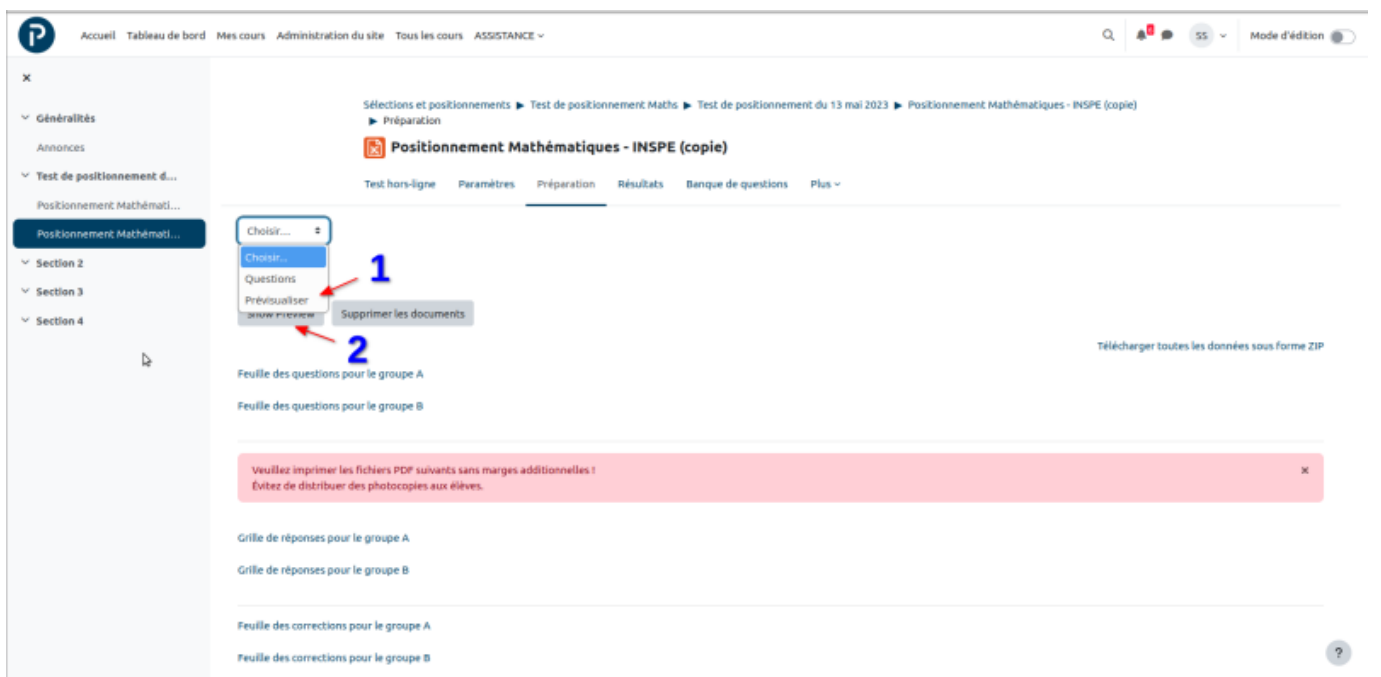 Accueil Tableau de bord Mes cours Administration du site Tous les cours ASSISTANCE SS Mode d'édition
Généralités
Annonces
Test de positionnement d...
Positionnement Mathémati...
Positionnement Mathémati...
Section 2
Section 3
Section 4
Sélections et positionnements ▶ Test de positionnement Maths ▶ Test de positionnement du 13 mai 2023 ▶ Positionnement Mathématiques - INSPE (copie)
▶ Préparation
Positionnement Mathématiques - INSPE (copie)
Test hors-ligne Paramètres Préparation Résultats Banque de questions Plus
Choisir...
Choisir...
Questions
Prévisualiser
1
Show Preview Supprimer les documents
2
Télécharger toutes les données sous forme ZIP
Feuille des questions pour le groupe A
Feuille des questions pour le groupe B
Veuillez imprimer les fichiers PDF suivants sans marges additionnelles !
Évitez de distribuer des photocopies aux élèves.
Grille de réponses pour le groupe A
Grille de réponses pour le groupe B
Feuille des corrections pour le groupe A
Feuille des corrections pour le groupe B
?